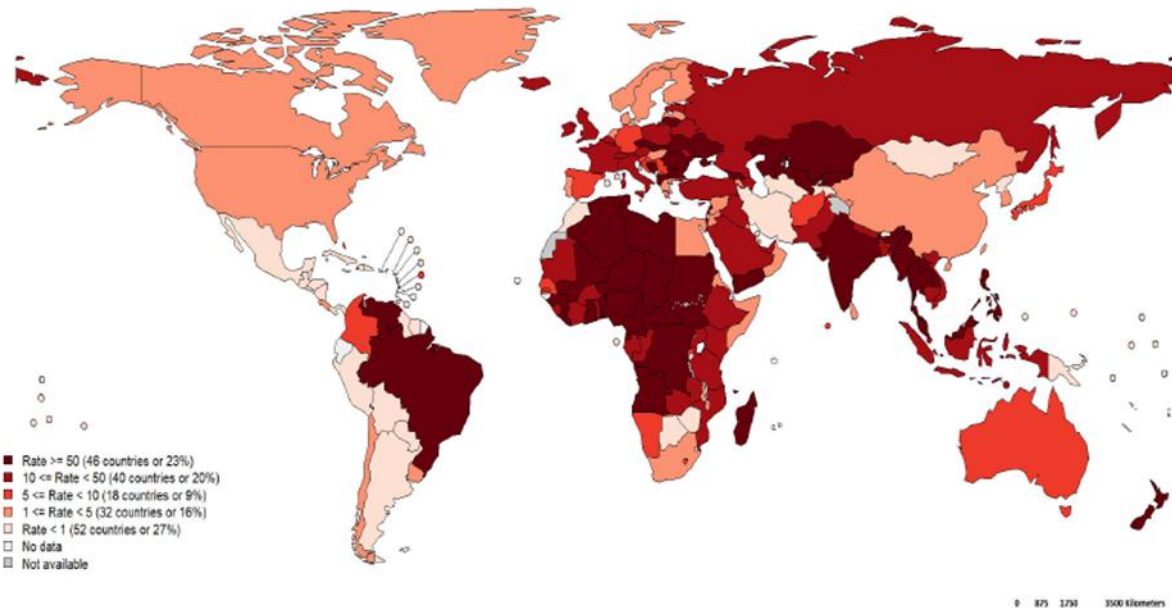 Rate >= 50 (46 countries or 23%)
10 <= Rate < 50 (40 countries or 20%)
5 <= Rate < 10 (18 countries or 9%)
1 <= Rate < 5 (32 countries or 16%)
Rate < 1 (52 countries or 27%)
No data
Not available
0 875 1750 3500 Kilometers